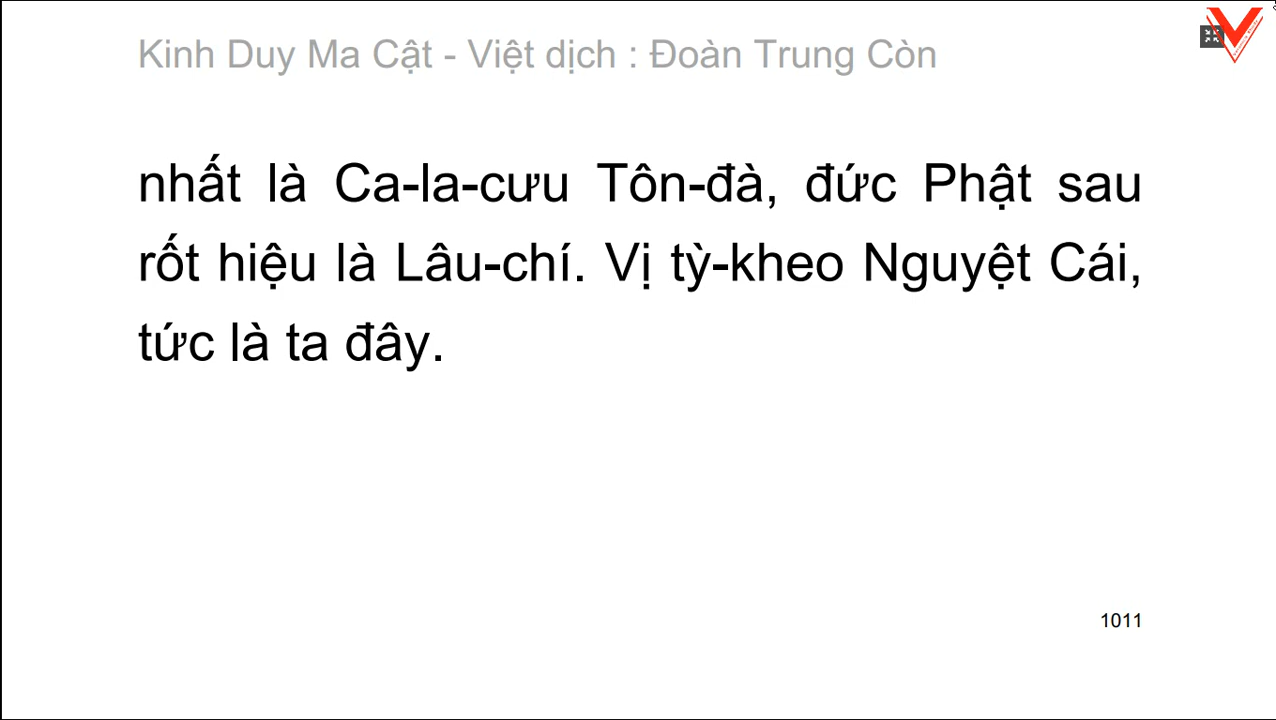 Kinh Duy Ma Cật - Việt dịch : Đoàn Trung Còn
nhất là Ca-la-cưu Tôn-đà, đức Phật sau
rốt hiệu là Lâu-chí. Vị tỳ-kheo Nguyệt Cái,
tức là ta đây.
1011